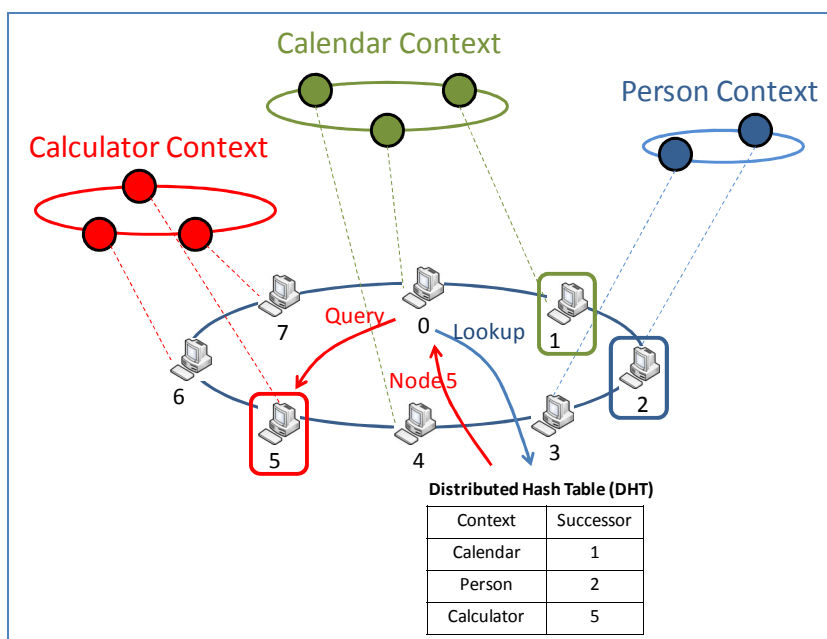 Calendar Context
Person Context
Calculator Context
7
Query
0
Lookup
1
6
Node 5
2
5
4
3
Distributed Hash Table (DHT)
Context Successor
Calendar 1
Person 2
Calculator 5